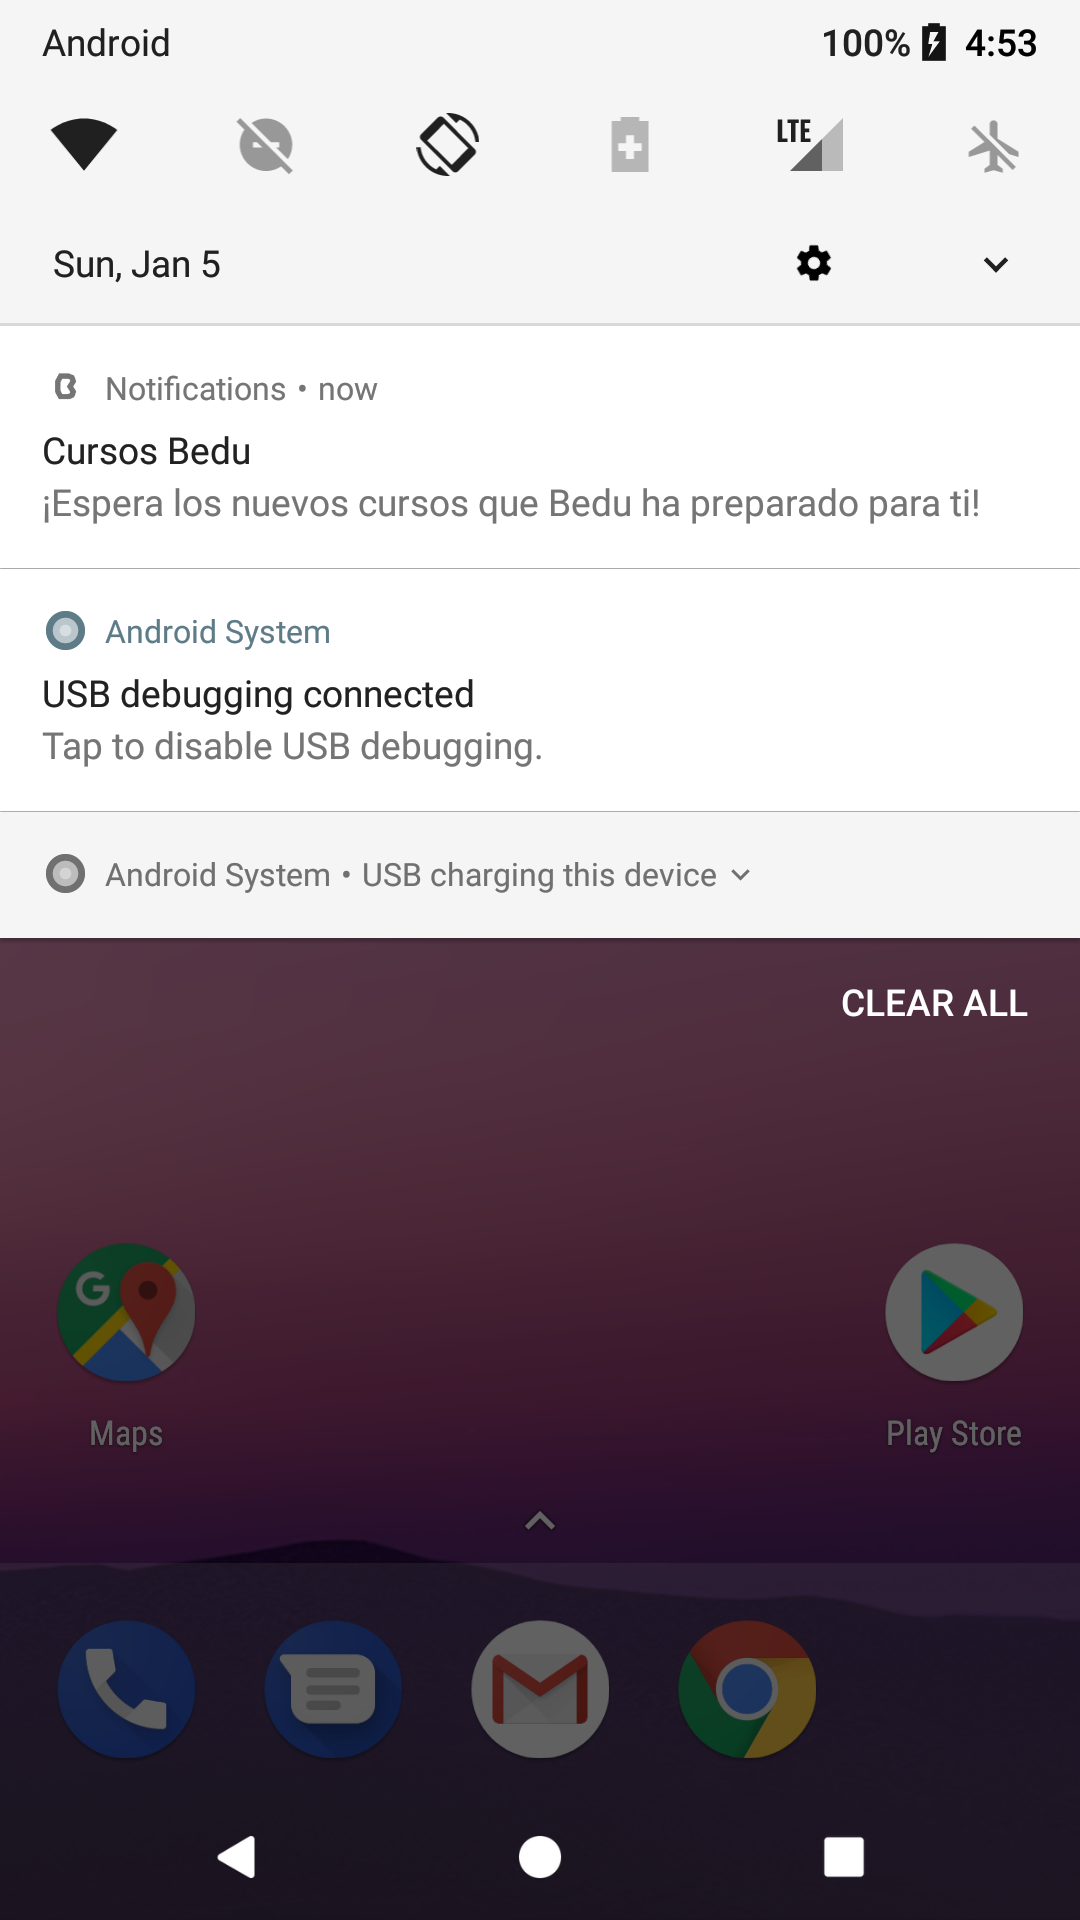 Android 100% 4:53
LTE
Sun, Jan 5
Notifications • now
Cursos Bedu
¡Espera los nuevos cursos que Bedu ha preparado para ti!
Android System
USB debugging connected
Tap to disable USB debugging.
Android System • USB charging this device
CLEAR ALL
G
Maps Play Store